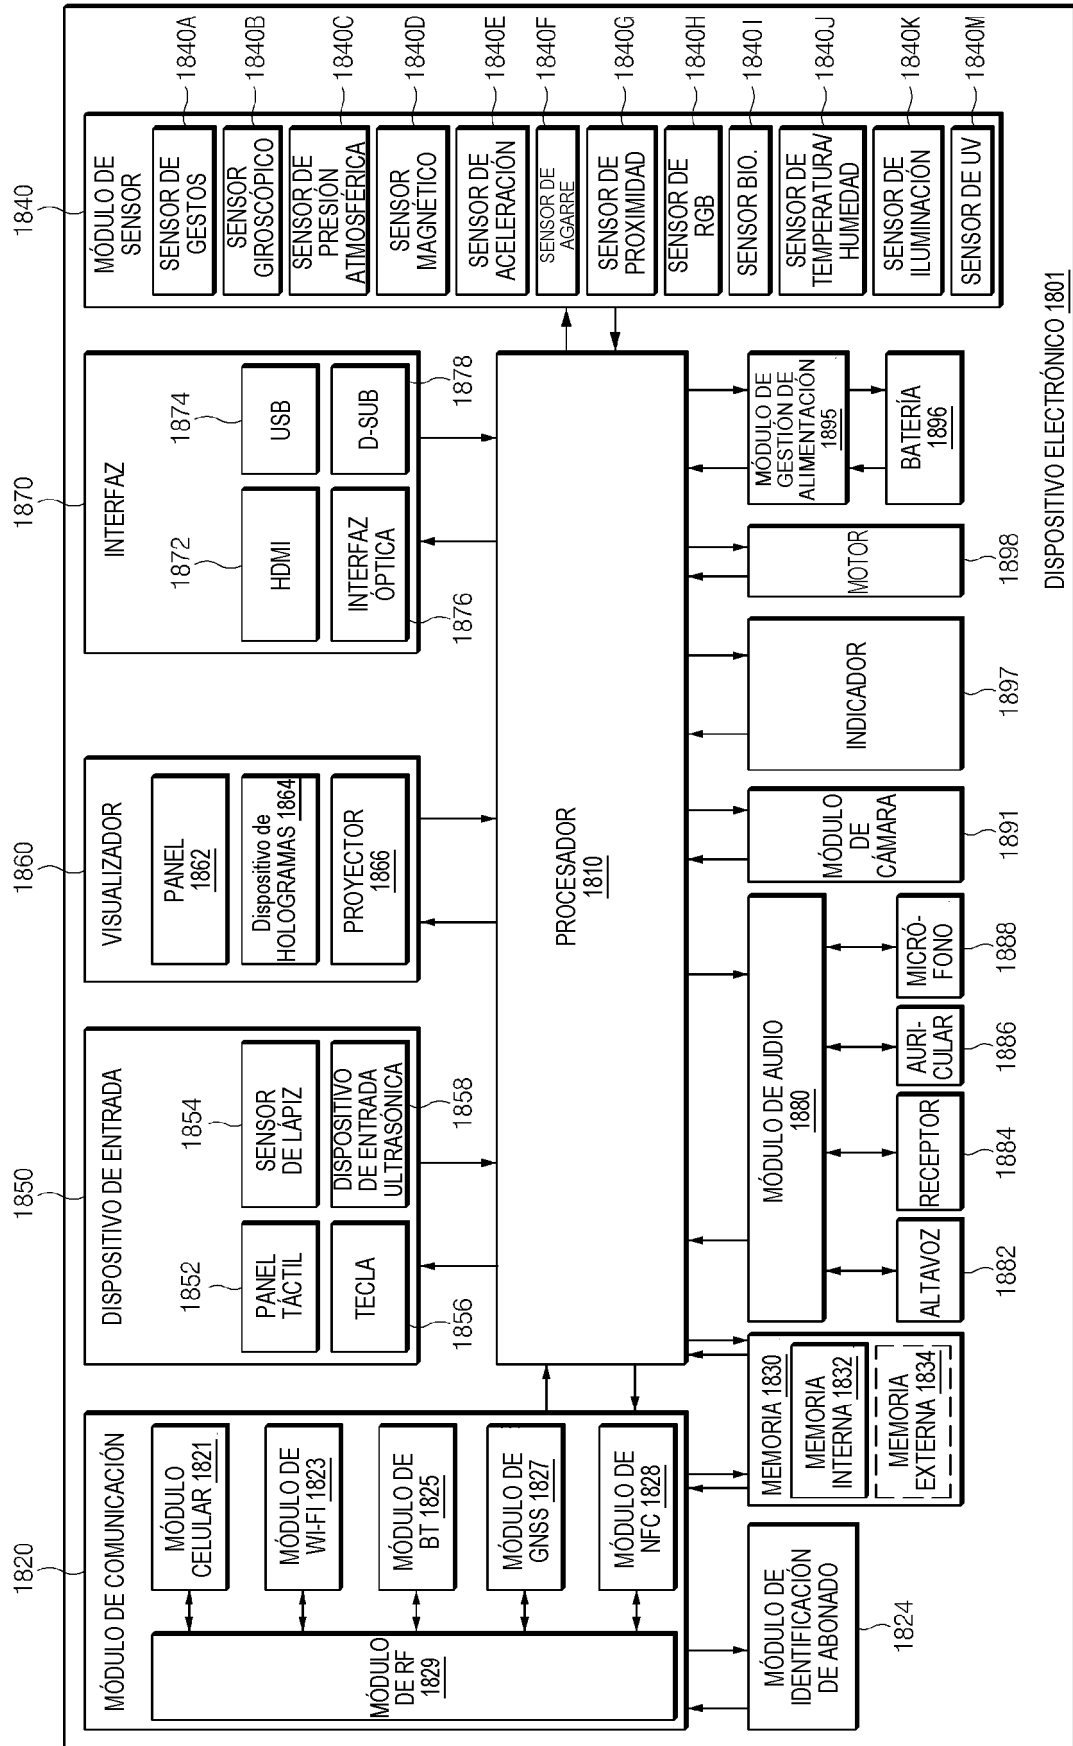 1820
MÓDULO DE COMUNICACIÓN
MÓDULO
CELULAR 1821
MÓDULO DE
WI-FI 1823
MÓDULO DE
BT 1825
MÓDULO DE
GNSS 1827
MÓDULO DE
NFC 1828
MÓDULO
DE RF
1829
1850
DISPOSITIVO DE ENTRADA
1852
PANEL
TÁCTIL
1854
SENSOR
DE LÁPIZ
TECLA
1856
DISPOSITIVO
DE ENTRADA
ULTRASÓNICA
1858
1860
VISUALIZADOR
PANEL
1862
Dispositivo de
HOLOGRAMAS 1864
PROYECTOR
1866
1870
INTERFAZ
1872
HDMI
1874
USB
INTERFAZ
ÓPTICA
1876
D-SUB
1878
1840
MÓDULO DE
SENSOR
SENSOR DE
GESTOS
1840A
SENSOR
GIROSCÓPICO
1840B
SENSOR DE
PRESIÓN
ATMOSFÉRICA
1840C
SENSOR
MAGNÉTICO
1840D
SENSOR DE
ACELERACIÓN
1840E
SENSOR DE
AGARRE
1840F
SENSOR DE
PROXIMIDAD
1840G
SENSOR DE
RGB
1840H
SENSOR BIO.
1840I
SENSOR DE
TEMPERATURA/
HUMEDAD
1840J
SENSOR DE
ILUMINACIÓN
1840K
SENSOR DE UV
1840M
PROCESADOR
1810
MÓDULO DE
IDENTIFICACIÓN
DE ABONADO
1824
MEMORIA 1830
MEMORIA
INTERNA 1832
MEMORIA
EXTERNA 1834
MÓDULO DE AUDIO
1880
ALTAVOZ
1882
RECEPTOR
1884
AURI-
CULAR
1886
MICRÓ-
FONO
1888
MÓDULO
DE
CÁMARA
1891
INDICADOR
1897
MOTOR
1898
MÓDULO DE
GESTIÓN DE
ALIMENTACIÓN
1895
BATERÍA
1896
DISPOSITIVO ELECTRÓNICO 1801